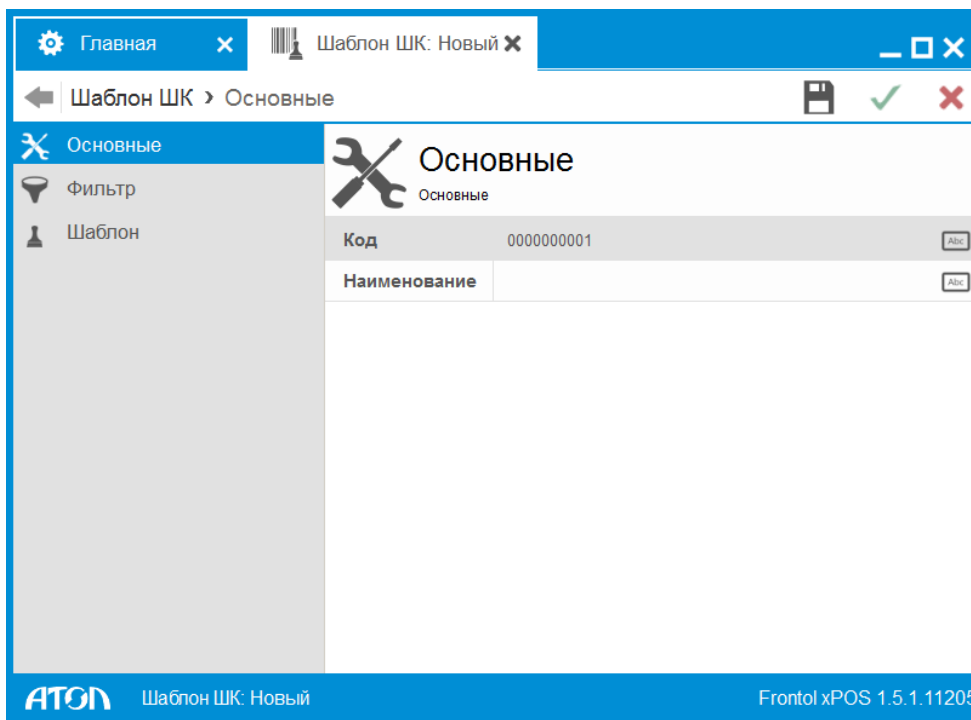 Главная
Шаблон ШК: Новый
Шаблон ШК › Основные
Основные
Фильтр
Шаблон
Основные
Основные
Код 0000000001 Abc
Наименование Abc
АТОЛ Шаблон ШК: Новый Frontol xPOS 1.5.1.11205